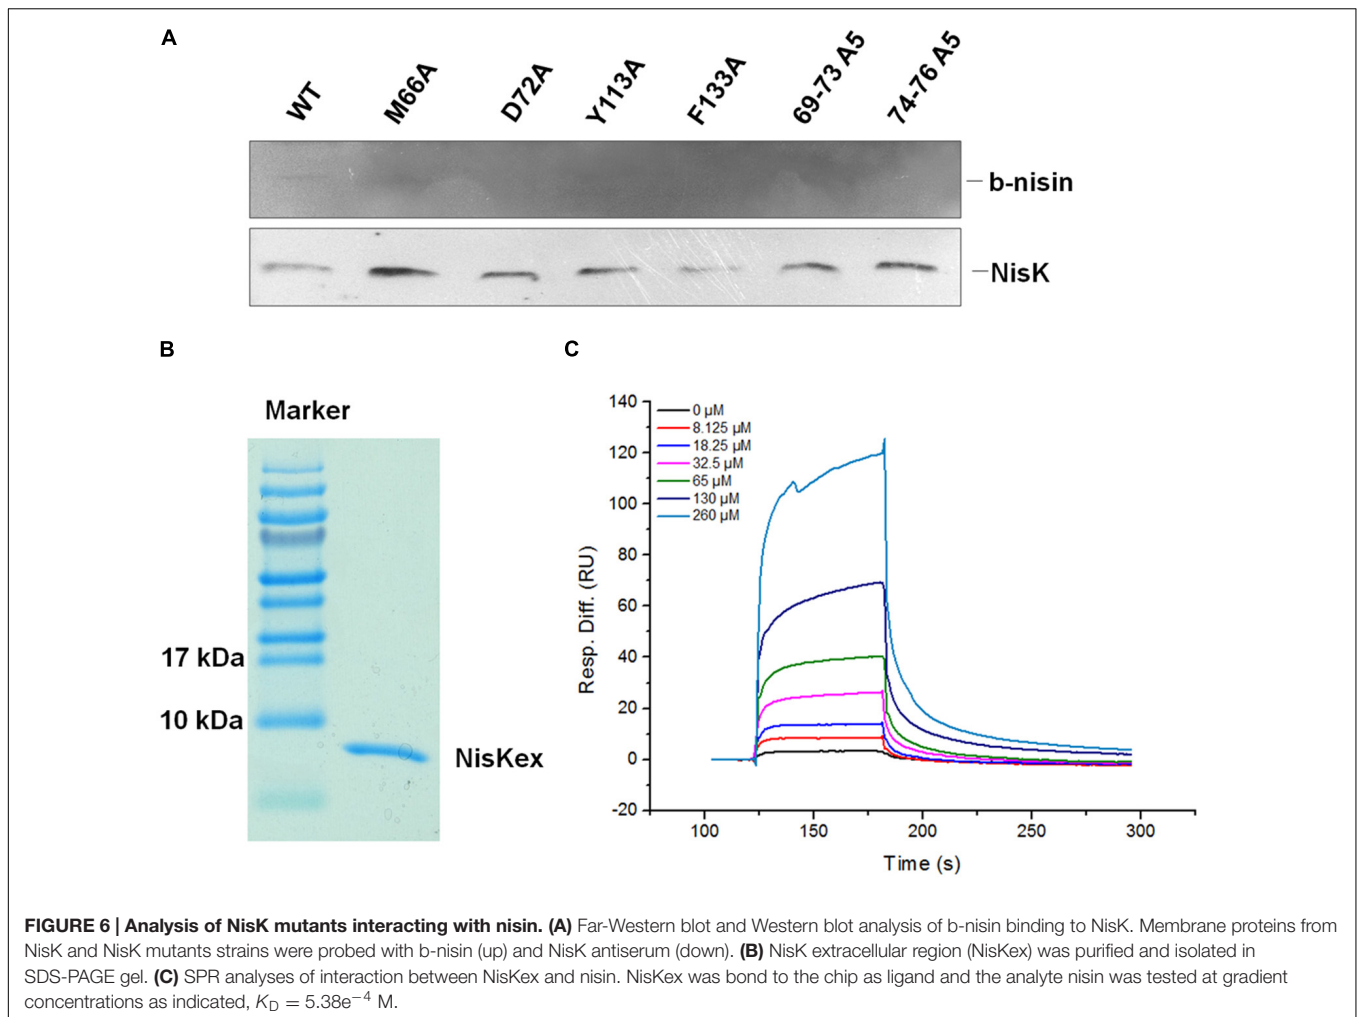 A
WT
M66A
D72A
Y113A
F133A
69-73 A5
74-76 A5
b-nisin
NisK
B
Marker
17 kDa
10 kDa
NisKex
C
140
120
100
80
60
40
20
0
-20
0 µM
8.125 µM
18.25 µM
32.5 µM
65 µM
130 µM
260 µM
Resp. Diff. (RU)
100
150
200
250
300
Time (s)
FIGURE 6 | Analysis of NisK mutants interacting with nisin. (A) Far-Western blot and Western blot analysis of b-nisin binding to NisK. Membrane proteins from
NisK and NisK mutants strains were probed with b-nisin (up) and NisK antiserum (down). (B) NisK extracellular region (NisKex) was purified and isolated in
SDS-PAGE gel. (C) SPR analyses of interaction between NisKex and nisin. NisKex was bond to the chip as ligand and the analyte nisin was tested at gradient
concentrations as indicated, K_D = 5.38e⁻⁴ M.